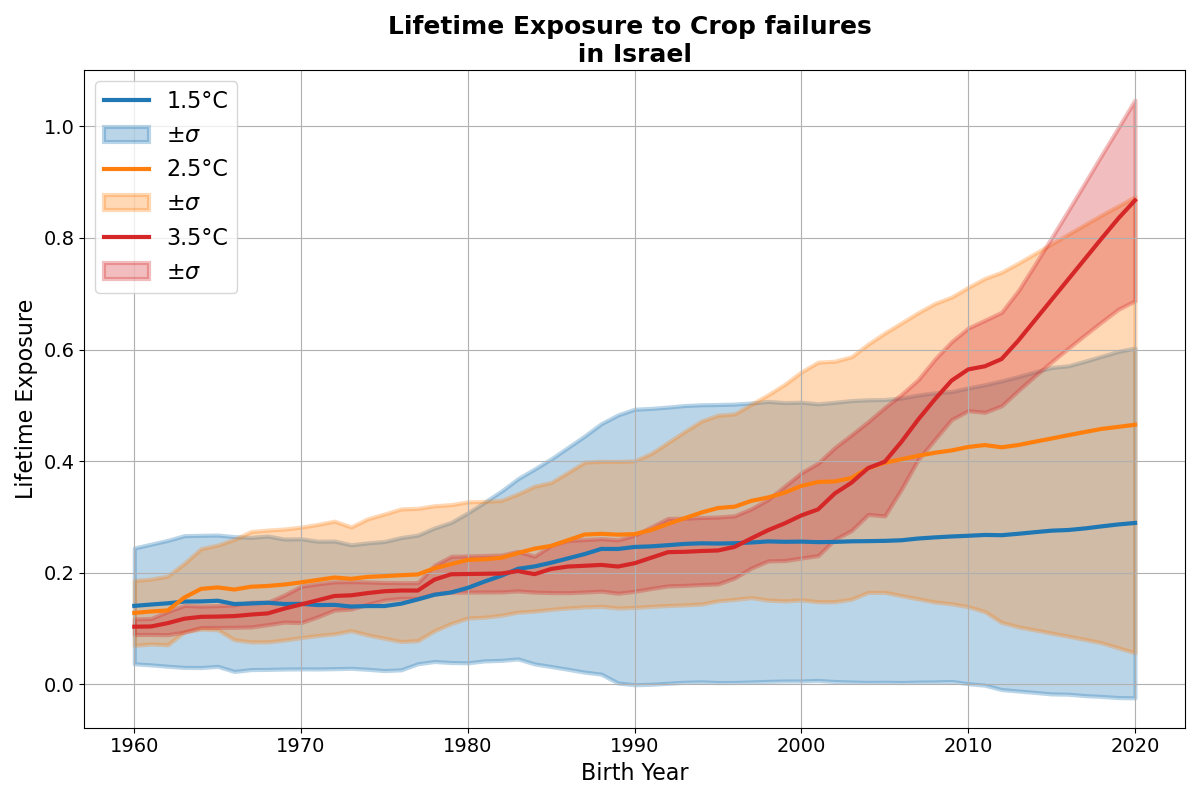 Lifetime Exposure to Crop failures
in Israel
1.5°C
±σ
2.5°C
±σ
3.5°C
±σ
Lifetime Exposure
1.0
0.8
0.6
0.4
0.2
0.0
1960 1970 1980 1990 2000 2010 2020
Birth Year